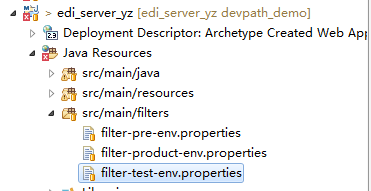 > edi_server_yz [edi_server_yz devpath_demo]
> Deployment Descriptor: Archetype Created Web App
Java Resources
src/main/java
src/main/resources
src/main/filters
filter-pre-env.properties
filter-product-env.properties
filter-test-env.properties